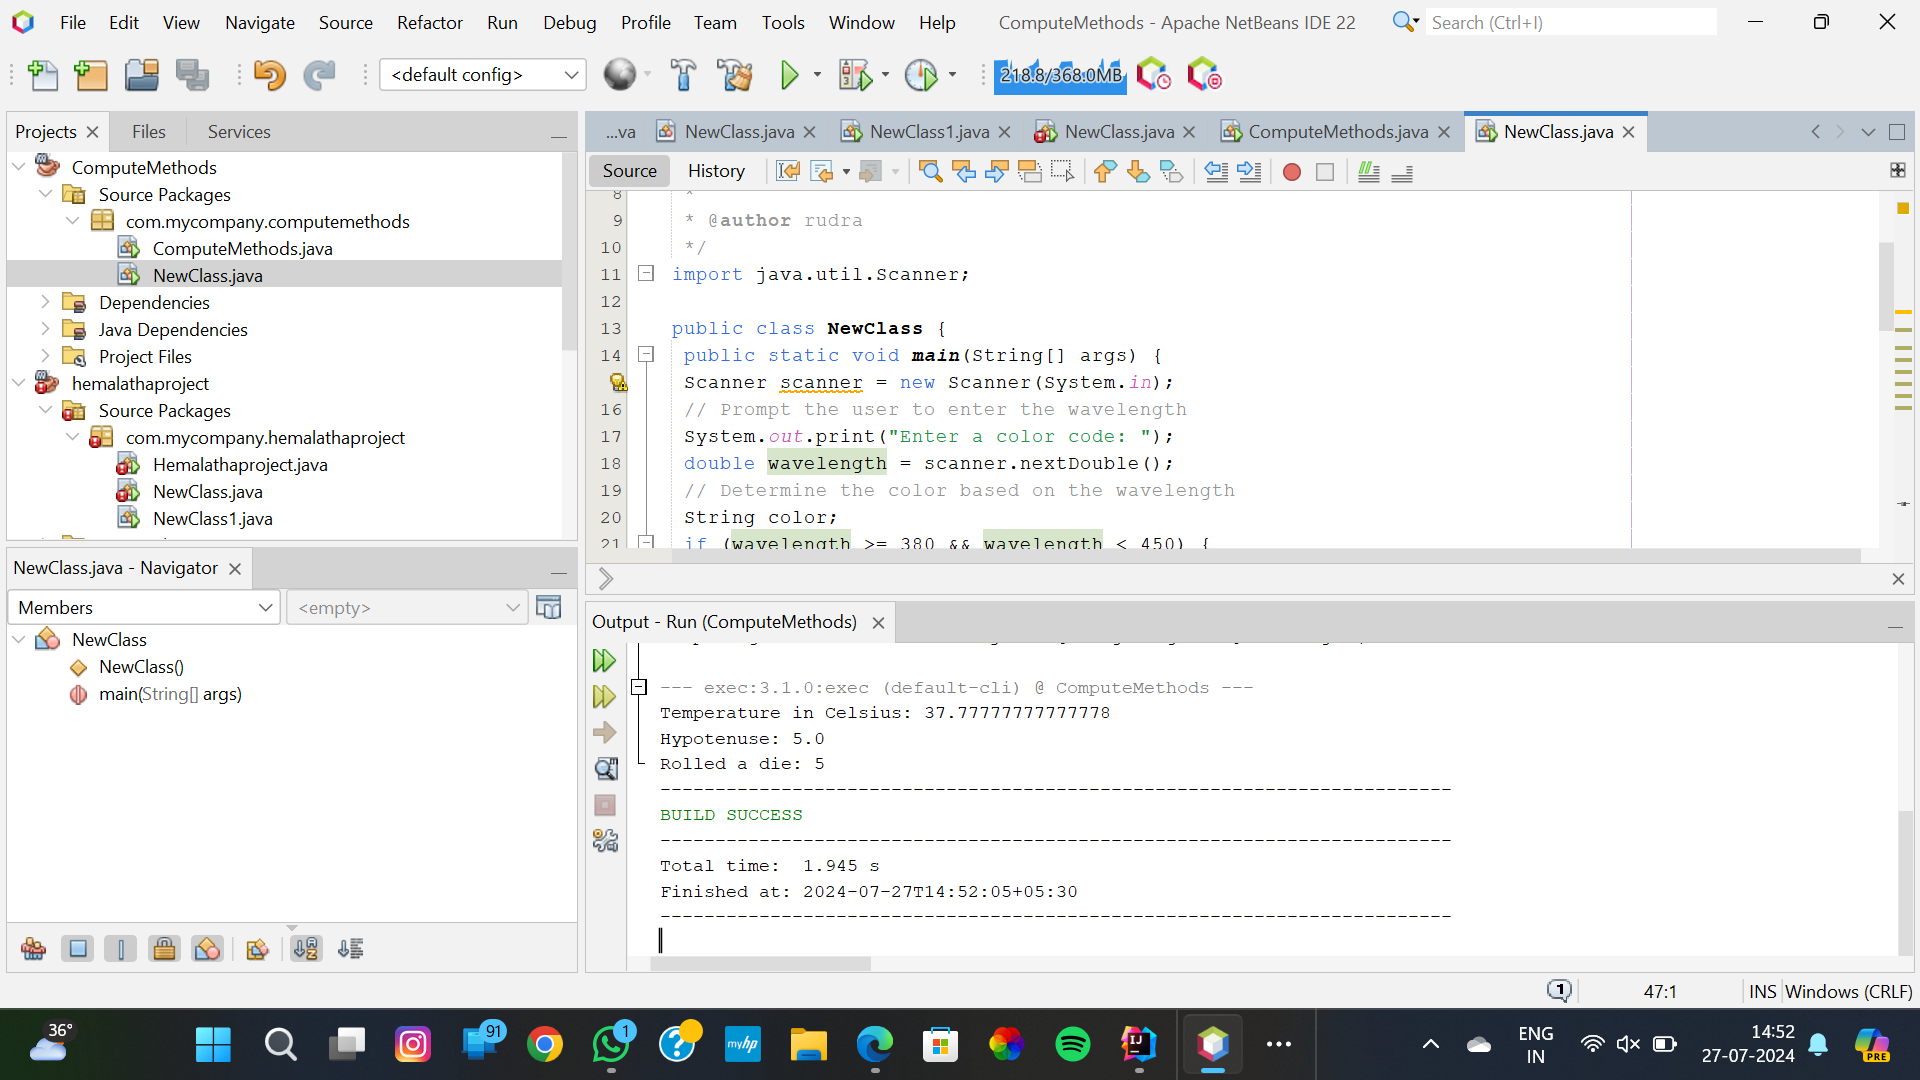 File Edit View Navigate Source Refactor Run Debug Profile Team Tools Window Help
ComputeMethods - Apache NetBeans IDE 22
Search (Ctrl+I)
<default config>
218.8/368.0MB
Projects Files Services
ComputeMethods
Source Packages
com.mycompany.computemethods
ComputeMethods.java
NewClass.java
Dependencies
Java Dependencies
Project Files
hemalathaproject
Source Packages
com.mycompany.hemalathaproject
Hemalathaproject.java
NewClass.java
NewClass1.java
NewClass.java - Navigator
Members
<empty>
NewClass
NewClass()
main(String[] args)
...va NewClass.java NewClass1.java NewClass.java ComputeMethods.java NewClass.java
Source History
8 *
9 * @author rudra
10 */
11 import java.util.Scanner;
12
13 public class NewClass {
14 public static void main(String[] args) {
Scanner scanner = new Scanner(System.in);
16 // Prompt the user to enter the wavelength
17 System.out.print("Enter a color code: ");
18 double wavelength = scanner.nextDouble();
19 // Determine the color based on the wavelength
20 String color;
21 if (wavelength >= 380 && wavelength < 450) {
Output - Run (ComputeMethods)
--- exec:3.1.0:exec (default-cli) @ ComputeMethods ---
Temperature in Celsius: 37.77777777777778
Hypotenuse: 5.0
Rolled a die: 5
------------------------------------------------------------------------
BUILD SUCCESS
------------------------------------------------------------------------
Total time:  1.945 s
Finished at: 2024-07-27T14:52:05+05:30
------------------------------------------------------------------------
1
47:1
INS
Windows (CRLF)
36°
91
1
myhp
IJ
ENG
IN
14:52
27-07-2024
PRE